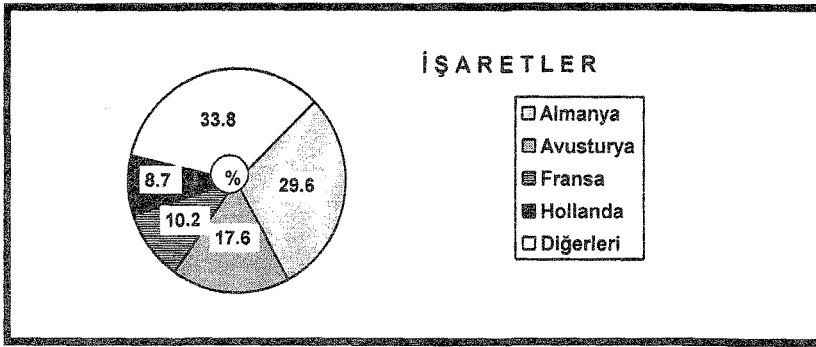 İŞARETLER
33.8
8.7
%
29.6
10.2
17.6
Almanya
Avusturya
Fransa
Hollanda
Diğerleri